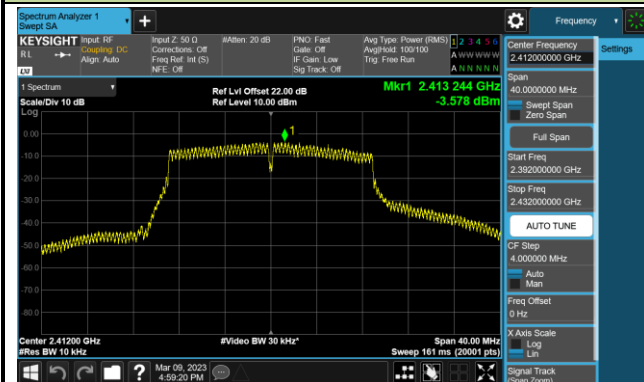 Spectrum Analyzer 1
Swept SA
+
Frequency
KEYSIGHT
Input: RF
Coupling: DC
Align: Auto
Input Z: 50 Ω
Corrections: Off
Freq Ref: Int (S)
NFE: Off
#Atten: 20 dB
PNO: Fast
Gate: Off
IF Gain: Low
Sig Track: Off
Avg Type: Power (RMS)
Avg|Hold: 100/100
Trig: Free Run
1 2 3 4 5 6
A W W W W W
A N N N N N
RL
LXI
1 Spectrum
Scale/Div 10 dB
Ref Lvl Offset 22.00 dB
Ref Level 10.00 dBm
Mkr1 2.413 244 GHz
-3.578 dBm
Log
1
0.00
-10.0
-20.0
-30.0
-40.0
-50.0
-60.0
-70.0
-80.0
Center 2.41200 GHz
#Res BW 10 kHz
#Video BW 30 kHz*
Span 40.00 MHz
Sweep 161 ms (20001 pts)
Mar 09, 2023
4:59:20 PM
?
Center Frequency
2.412000000 GHz
Settings
Span
40.0000000 MHz
Swept Span
Zero Span
Full Span
Start Freq
2.392000000 GHz
Stop Freq
2.432000000 GHz
AUTO TUNE
CF Step
4.000000 MHz
Auto
Man
Freq Offset
0 Hz
X Axis Scale
Log
Lin
Signal Track
(Span Zoom)